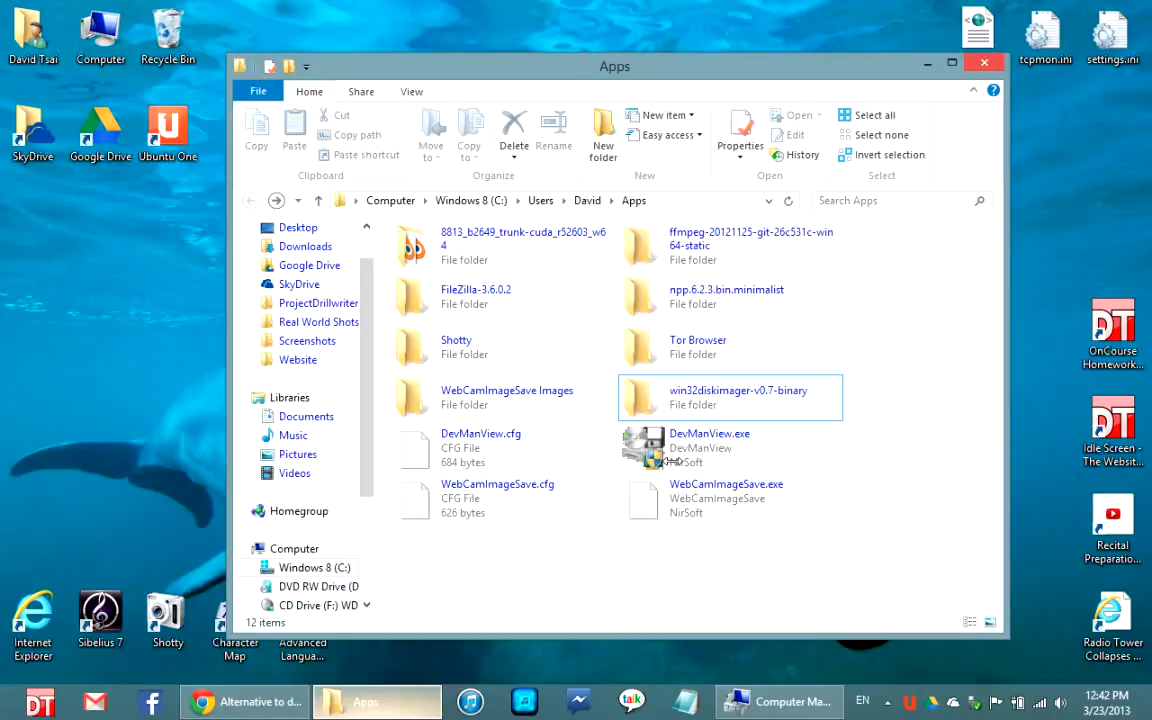 David Tsai
Computer
Recycle Bin
SkyDrive
Google Drive
Ubuntu One
Internet
Explorer
Sibelius 7
Shotty
Character
Map
Advanced
Langua...
tcpmon.ini
settings.ini
DT
OnCourse
Homework...
DT
Idle Screen -
The Websit...
Recital
Preparatio...
Radio Tower
Collapses ...
Apps
File
Home
Share
View
Copy
Paste
Cut
Copy path
Paste shortcut
Clipboard
Move
to
Copy
to
Delete
Rename
Organize
New
folder
New item
Easy access
New
Properties
Open
Edit
History
Open
Select all
Select none
Invert selection
Select
Computer
Windows 8 (C:)
Users
David
Apps
Search Apps
Desktop
Downloads
Google Drive
SkyDrive
ProjectDrillwriter
Real World Shots
Screenshots
Website
Libraries
Documents
Music
Pictures
Videos
Homegroup
Computer
Windows 8 (C:)
DVD RW Drive (D
CD Drive (F:) WD
8813_b2649_trunk-cuda_r52603_w6
4
File folder
ffmpeg-20121125-git-26c531c-win
64-static
File folder
FileZilla-3.6.0.2
File folder
npp.6.2.3.bin.minimalist
File folder
Shotty
File folder
Tor Browser
File folder
WebCamImageSave Images
File folder
win32diskimager-v0.7-binary
File folder
DevManView.cfg
CFG File
684 bytes
DevManView.exe
DevManView
NirSoft
WebCamImageSave.cfg
CFG File
626 bytes
WebCamImageSave.exe
WebCamImageSave
NirSoft
12 items
DT
Alternative to d...
Apps
talk
Computer Ma...
EN
12:42 PM
3/23/2013